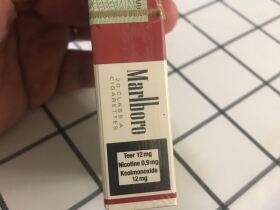 Marlboro
20 CLASS A
CIGARETTES
Teer 12 mg
Nicotine 0,9 mg
Koolmonoxide
12 mg